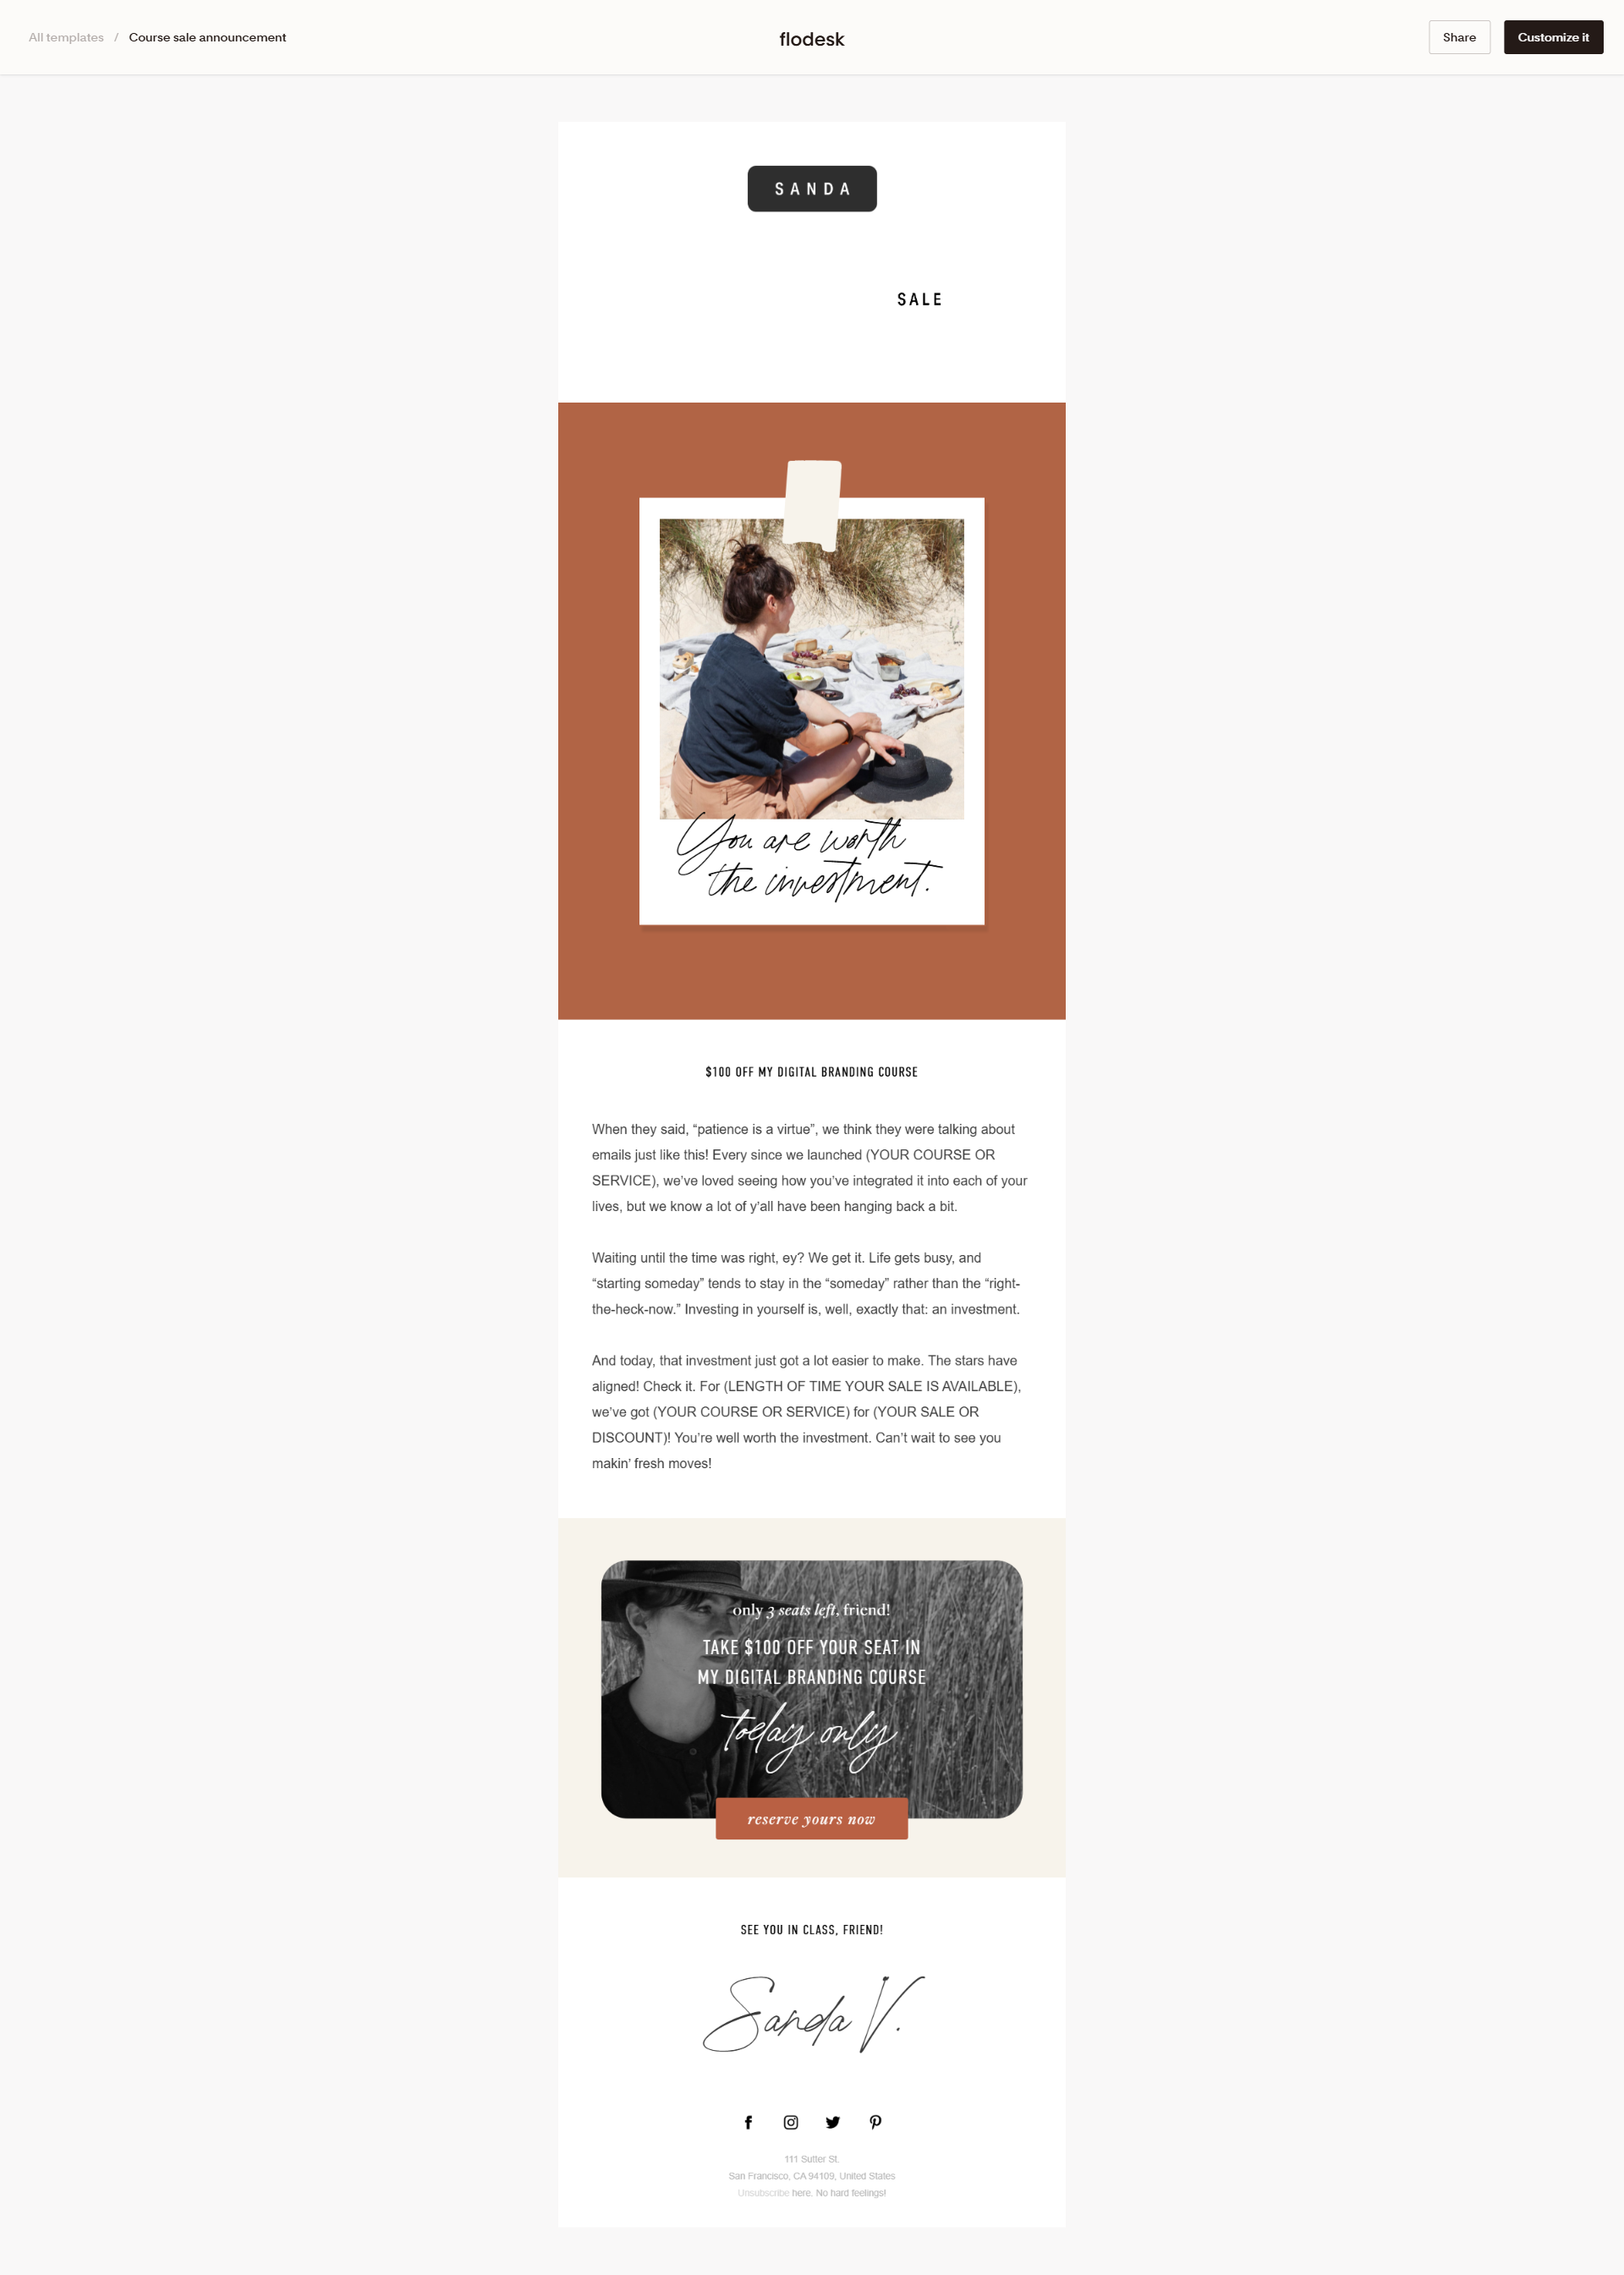 All templates / Course sale announcement
flodesk
Share
Customize it
SANDA
SALE
You are worth
the investment.
$100 OFF MY DIGITAL BRANDING COURSE
When they said, “patience is a virtue”, we think they were talking about
emails just like this! Every since we launched (YOUR COURSE OR
SERVICE), we’ve loved seeing how you’ve integrated it into each of your
lives, but we know a lot of y'all have been hanging back a bit.
Waiting until the time was right, ey? We get it. Life gets busy, and
“starting someday” tends to stay in the “someday” rather than the “right-
the-heck-now.” Investing in yourself is, well, exactly that: an investment.
And today, that investment just got a lot easier to make. The stars have
aligned! Check it. For (LENGTH OF TIME YOUR SALE IS AVAILABLE),
we’ve got (YOUR COURSE OR SERVICE) for (YOUR SALE OR
DISCOUNT)! You’re well worth the investment. Can’t wait to see you
makin’ fresh moves!
only 3 seats left, friend!
TAKE $100 OFF YOUR SEAT IN
MY DIGITAL BRANDING COURSE
today only
reserve yours now
SEE YOU IN CLASS, FRIEND!
Sanda V.
111 Sutter St.
San Francisco, CA 94109, United States
Unsubscribe here. No hard feelings!